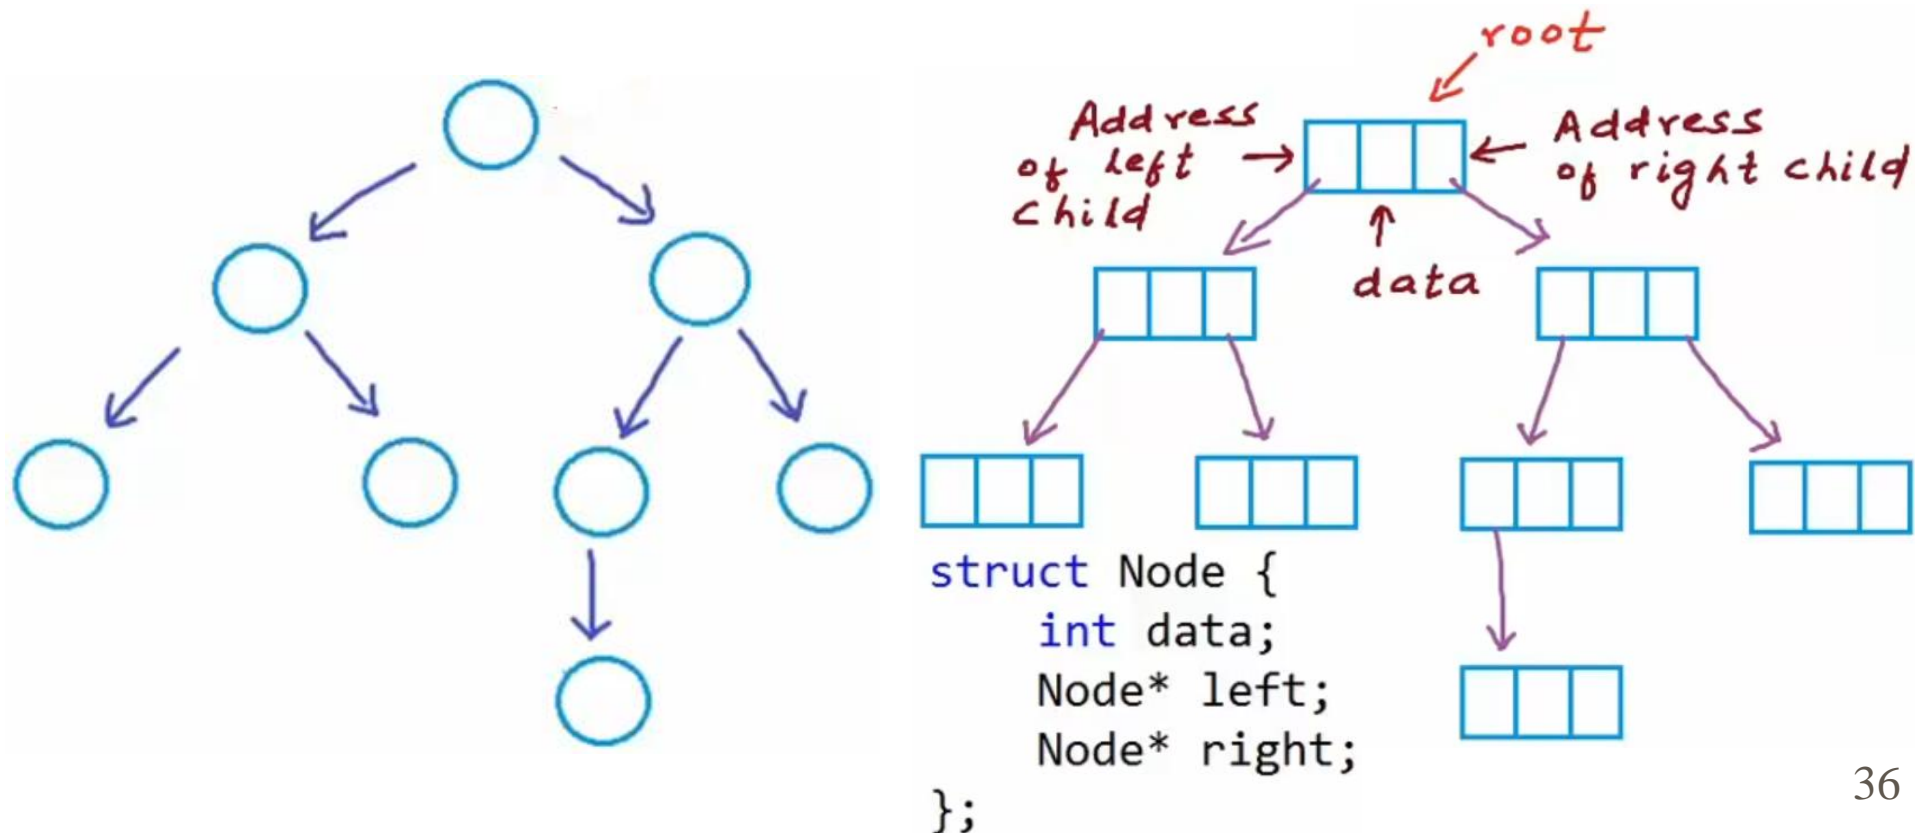 root
Address
of left
child
Address
of right child
data
struct Node {
    int data;
    Node* left;
    Node* right;
};
36